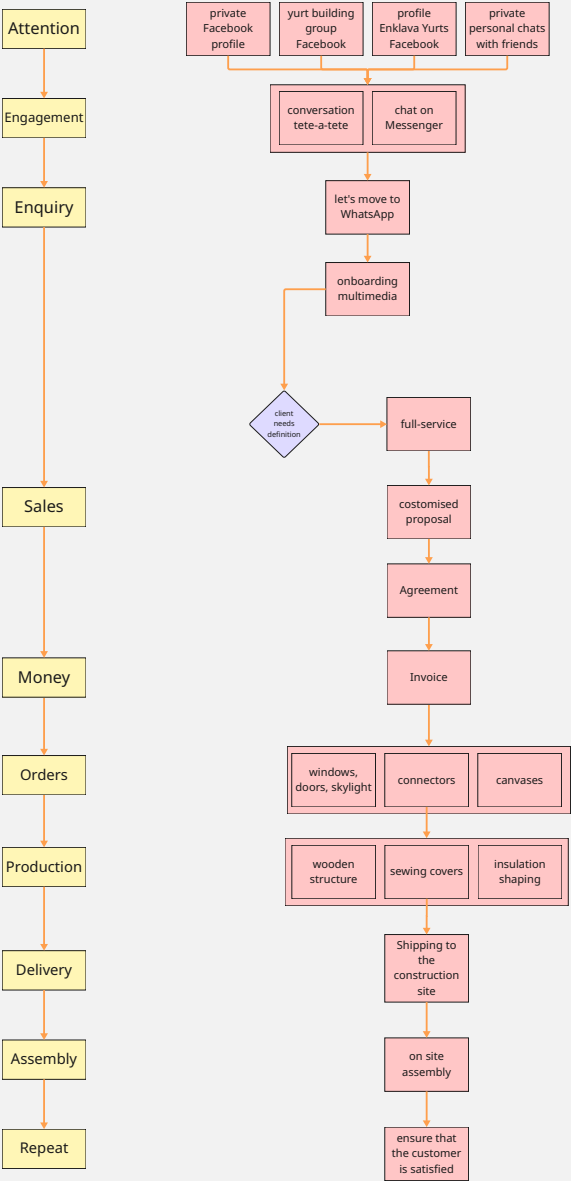 Attention
private
Facebook
profile
yurt building
group
Facebook
profile
Enklava Yurts
Facebook
private
personal chats
with friends
Engagement
conversation
tete-a-tete
chat on
Messenger
Enquiry
let's move to
WhatsApp
onboarding
multimedia
client
needs
definition
full-service
Sales
costomised
proposal
Agreement
Money
Invoice
Orders
windows,
doors, skylight
connectors
canvases
Production
wooden
structure
sewing covers
insulation
shaping
Delivery
Shipping to
the
construction
site
Assembly
on site
assembly
Repeat
ensure that
the customer
is satisfied